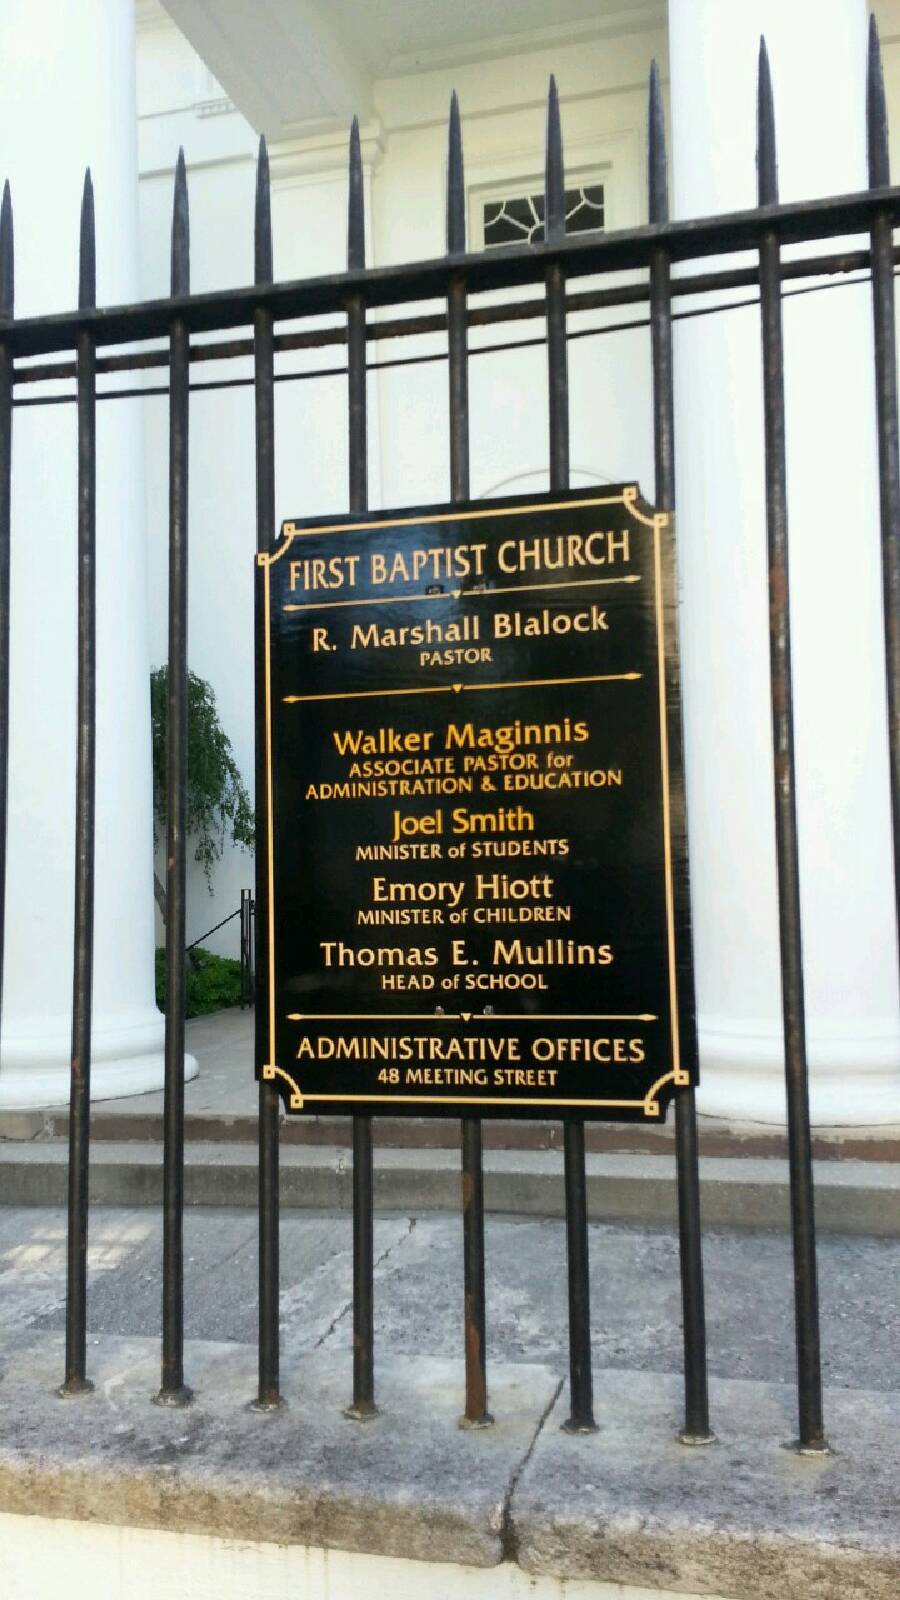 FIRST BAPTIST CHURCH
R. Marshall Blalock
PASTOR
Walker Maginnis
ASSOCIATE PASTOR for
ADMINISTRATION & EDUCATION
Joel Smith
MINISTER of STUDENTS
Emory Hiott
MINISTER of CHILDREN
Thomas E. Mullins
HEAD of SCHOOL
ADMINISTRATIVE OFFICES
48 MEETING STREET